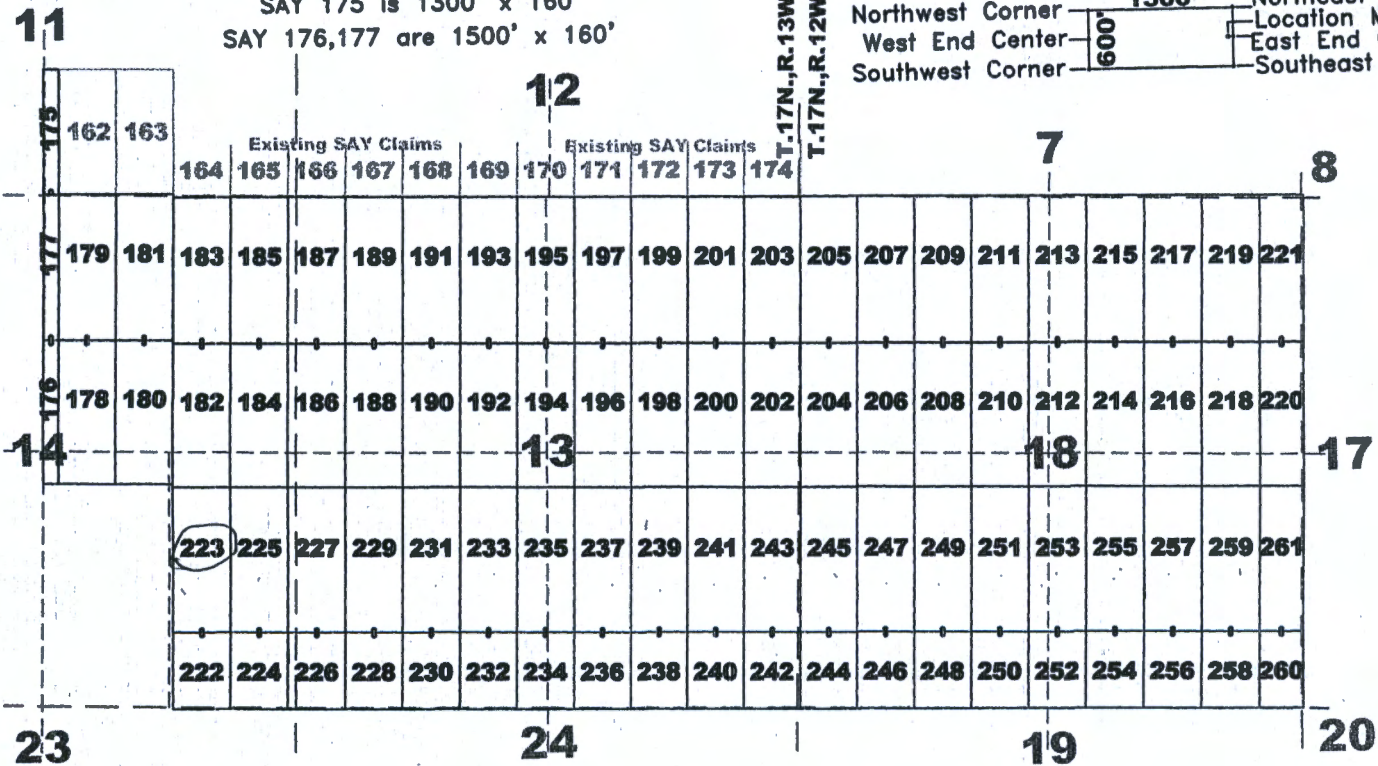 SAY 175 is 1300' x 160'
SAY 176,177 are 1500' x 160'
T.17N.,R.13W
T.17N.,R.12W
Northwest Corner
West End Center
Southwest Corner
600'
1500'
Location
East End
Southeast
11
12
7
8
175
162 163
Existing SAY Claims Existing SAY Claims
164 165 166 167 168 169 170 171 172 173 174
177 179 181 183 185 187 189 191 193 195 197 199 201 203 205 207 209 211 213 215 217 219 221
176 178 180 182 184 186 188 190 192 194 196 198 200 202 204 206 208 210 212 214 216 218 220
14 13 18 17
223 225 227 229 231 233 235 237 239 241 243 245 247 249 251 253 255 257 259 261
222 224 226 228 230 232 234 236 238 240 242 244 246 248 250 252 254 256 258 260
23 24 19 20